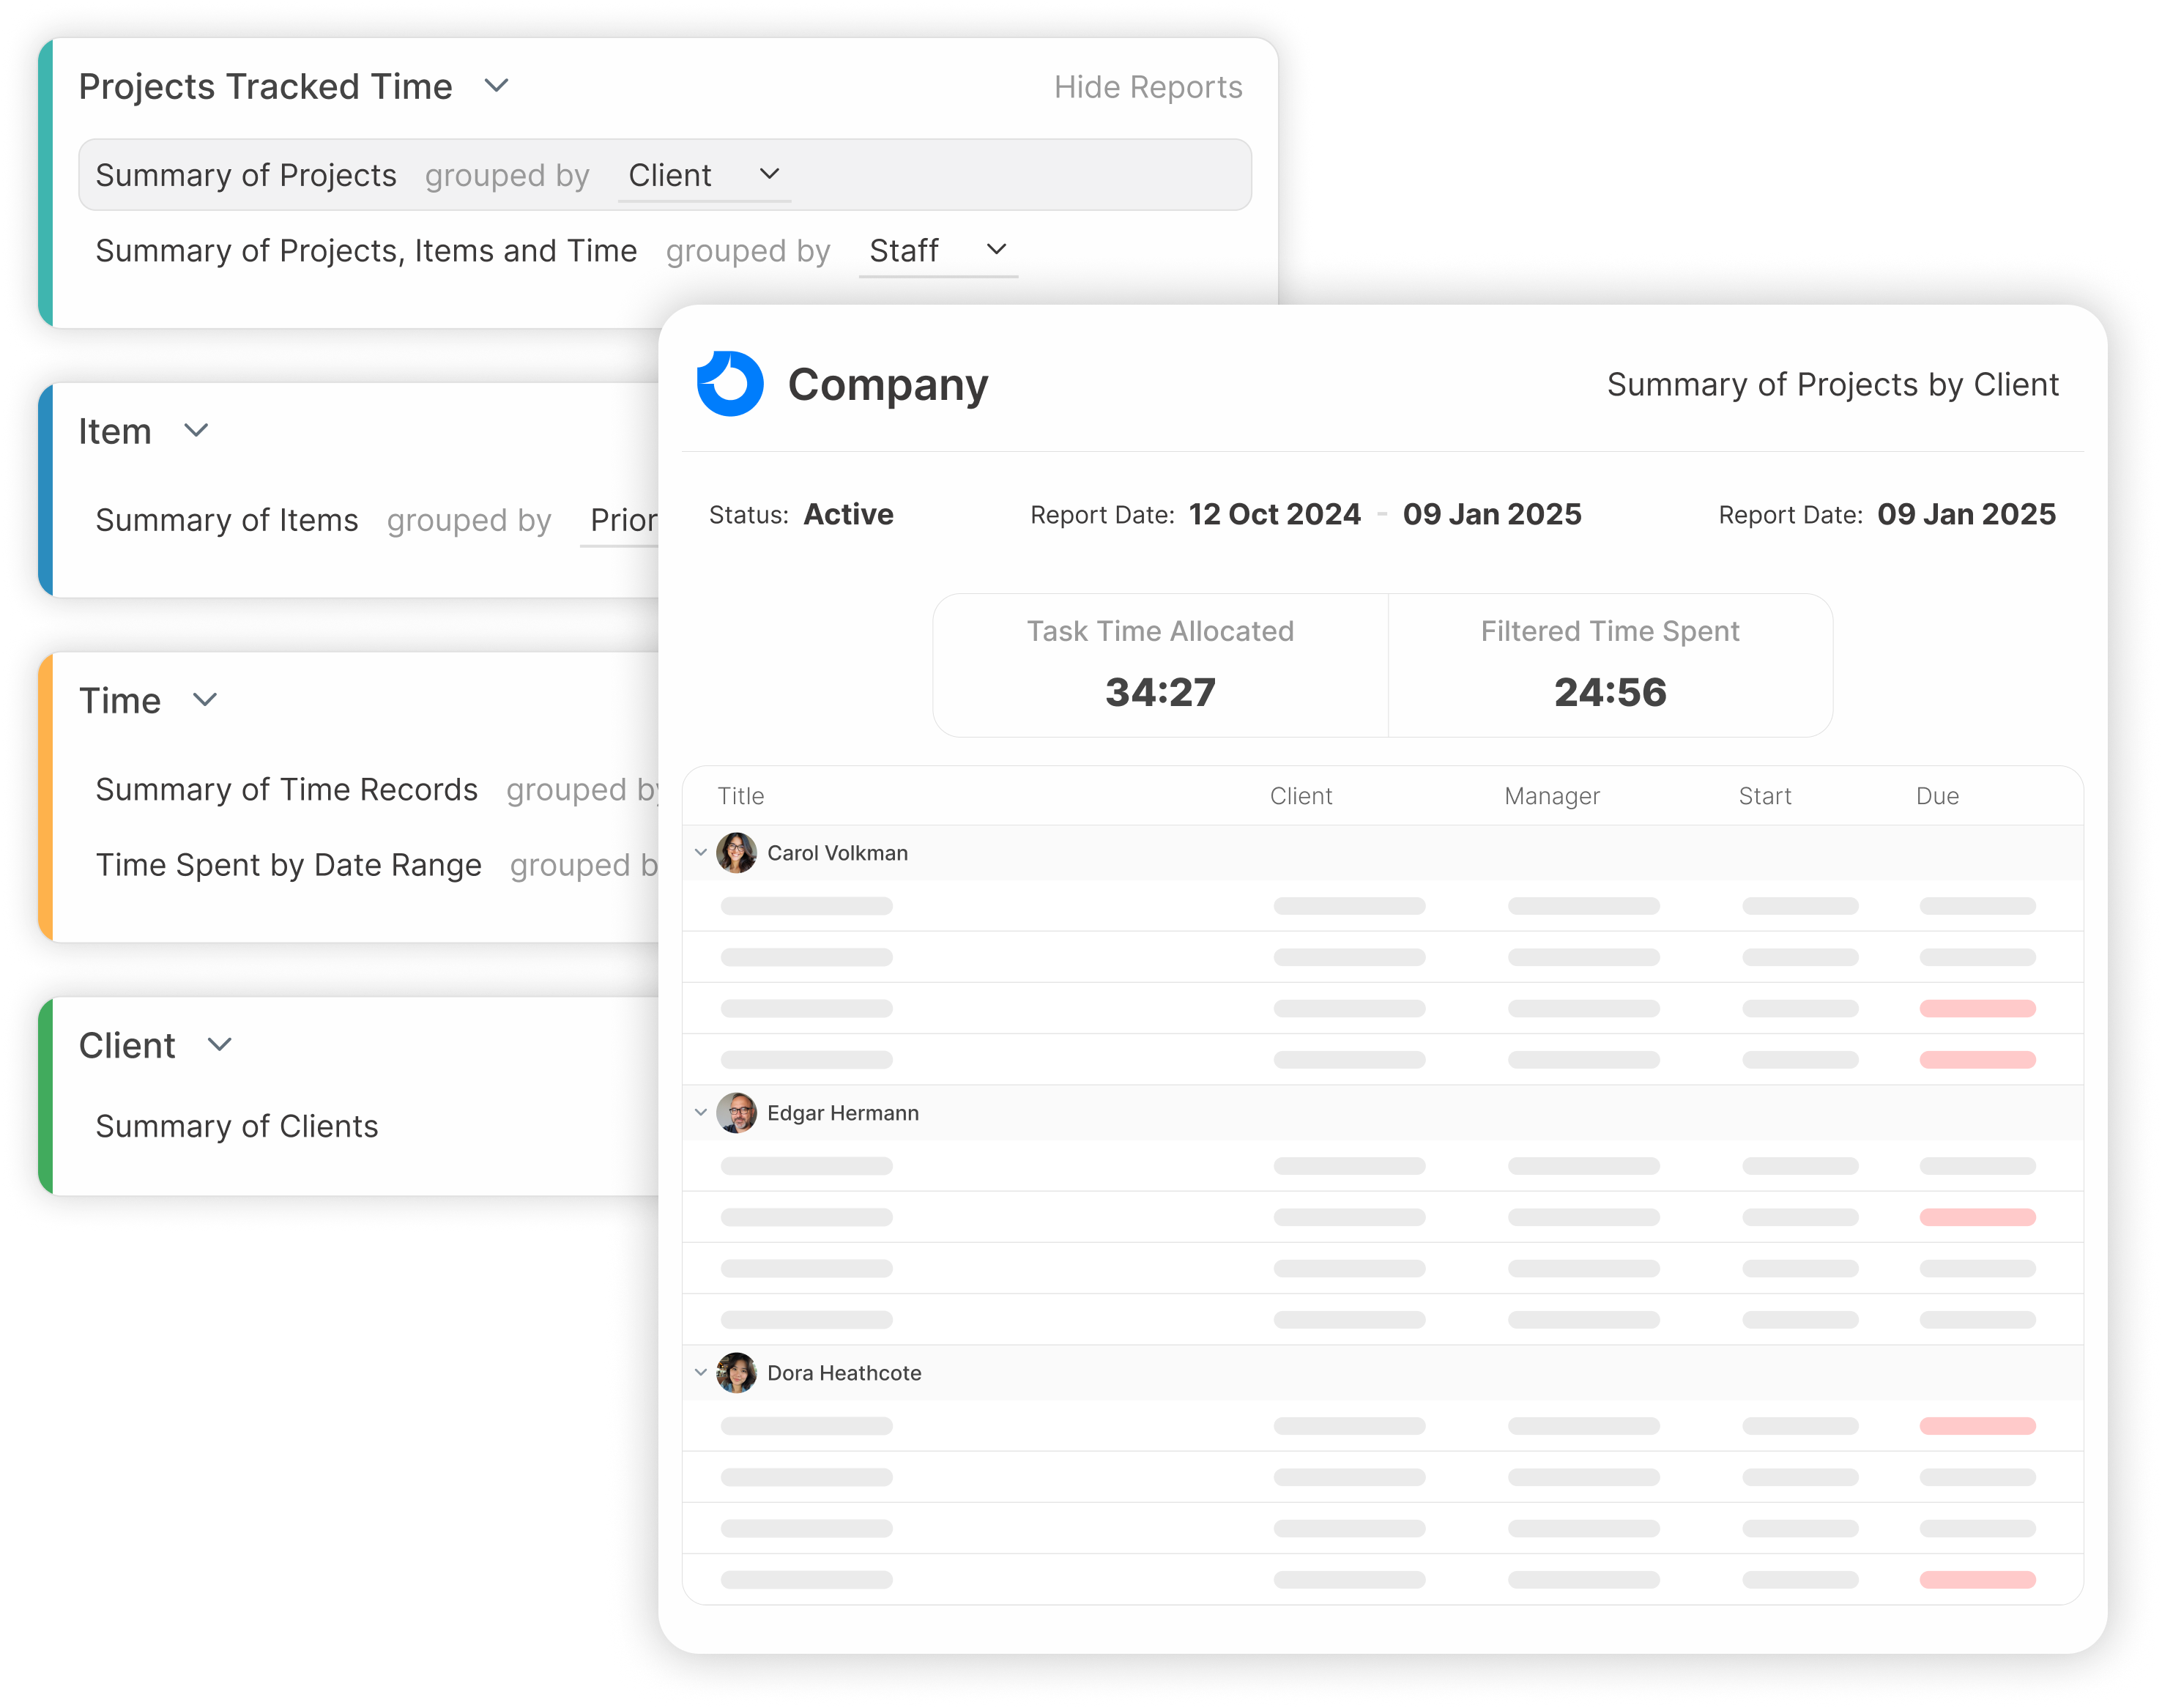 Projects Tracked Time
Hide Reports
Summary of Projects grouped by Client
Summary of Projects, Items and Time grouped by Staff
Item
Summary of Items grouped by
Time
Summary of Time Records grouped by
Time Spent by Date Range grouped
Client
Summary of Clients
Company
Summary of Projects by Client
Status: Active
Report Date: 12 Oct 2024 - 09 Jan 2025
Report Date: 09 Jan 2025
Task Time Allocated
34:27
Filtered Time Spent
24:56
Title Client Manager Start Due
Carol Volkman
Edgar Hermann
Dora Heathcote